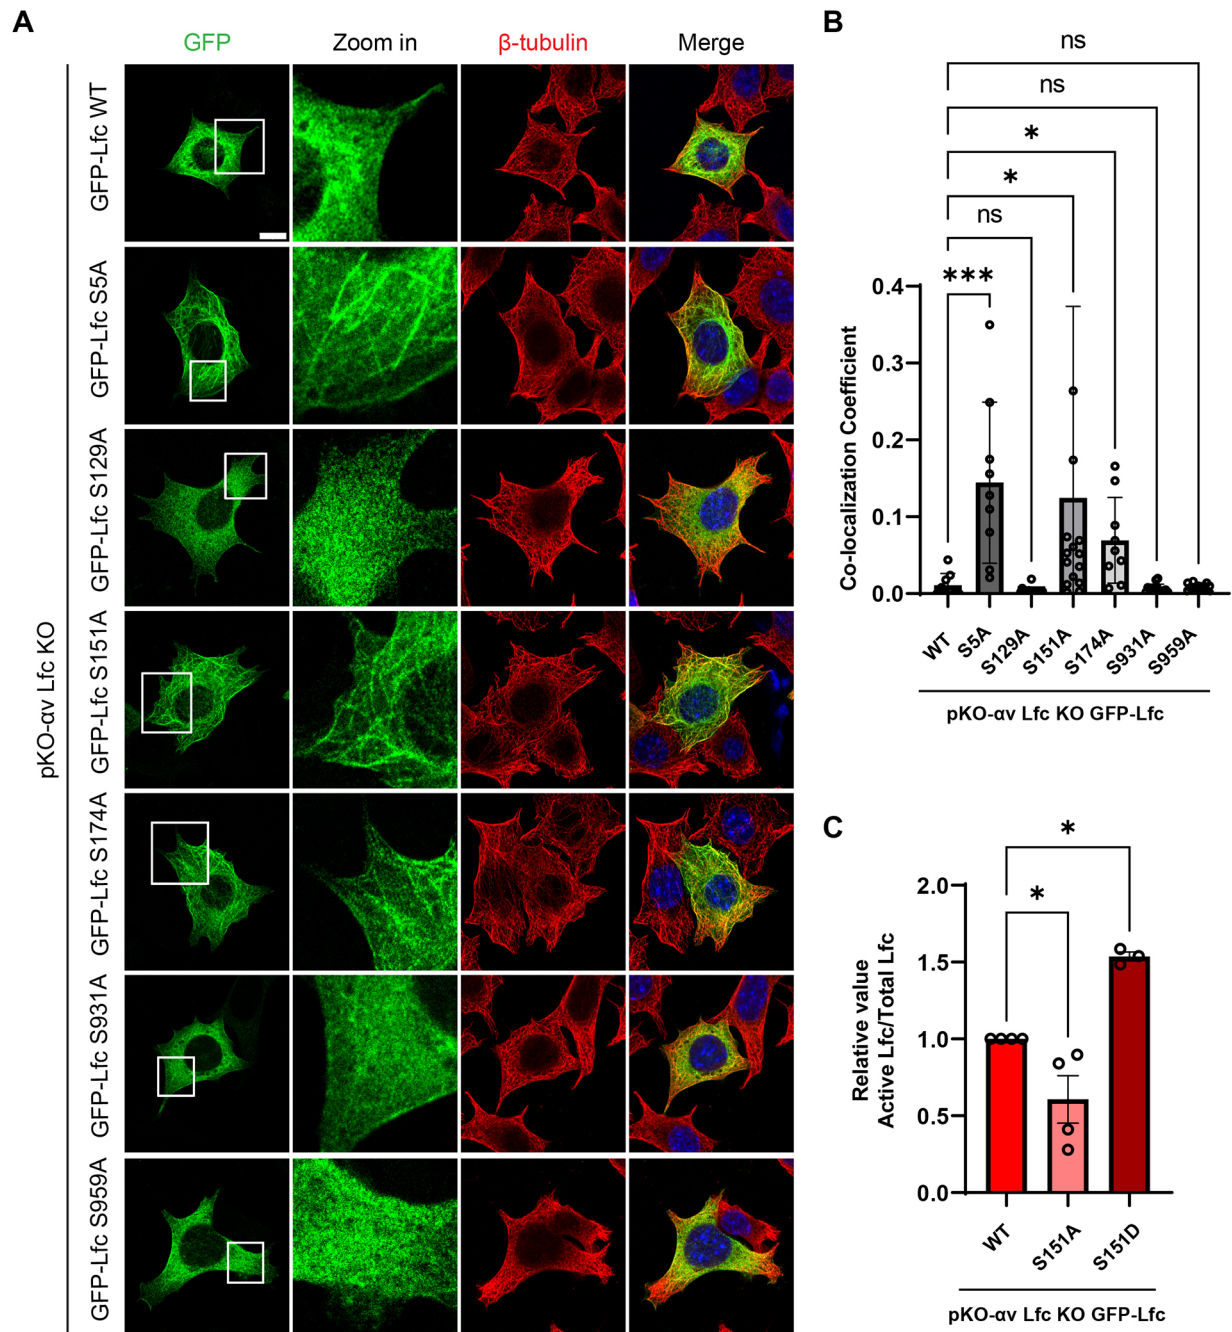 A
GFP
Zoom in
β-tubulin
Merge
pKO-αv Lfc KO
GFP-Lfc WT
GFP-Lfc S5A
GFP-Lfc S129A
GFP-Lfc S151A
GFP-Lfc S174A
GFP-Lfc S931A
GFP-Lfc S959A
B
ns
ns
*
*
ns
***
Co-localization Coefficient
0.4
0.3
0.2
0.1
0.0
WT
S5A
S129A
S151A
S174A
S931A
S959A
pKO-αv Lfc KO GFP-Lfc
C
*
*
Relative value
Active Lfc/Total Lfc
2.0
1.5
1.0
0.5
0.0
WT
S151A
S151D
pKO-αv Lfc KO GFP-Lfc